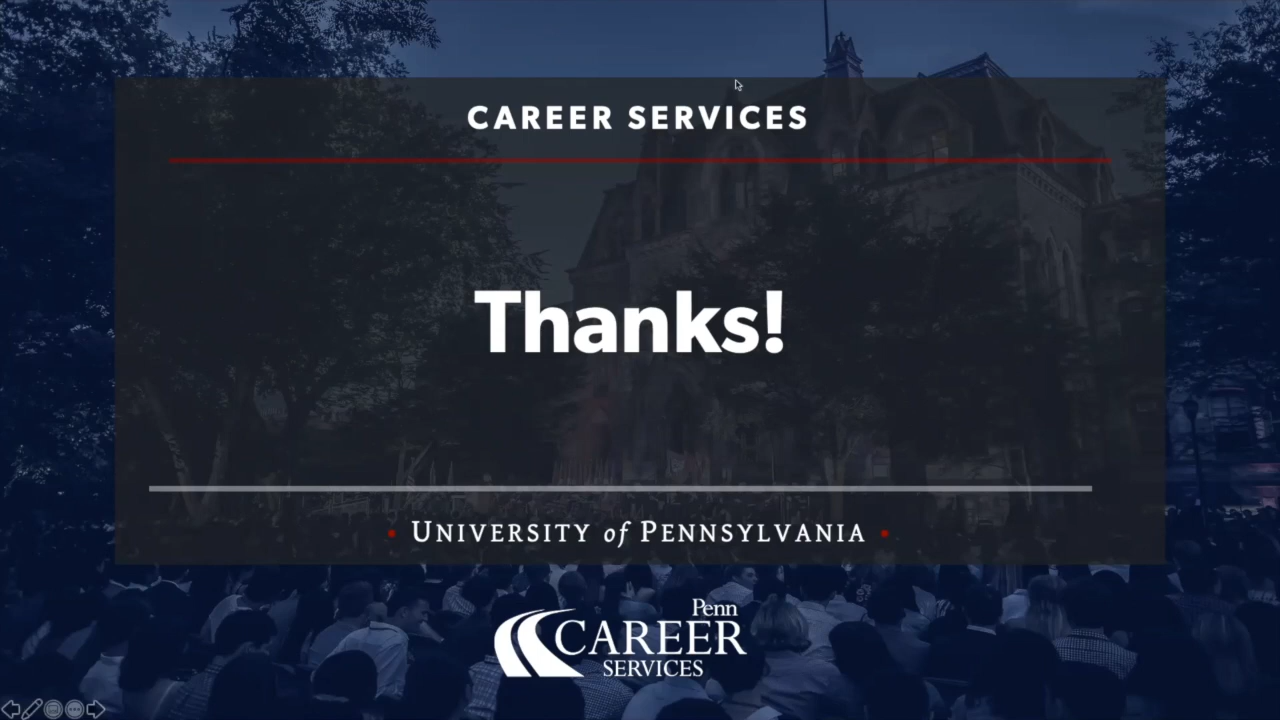 CAREER SERVICES
Thanks!
UNIVERSITY of PENNSYLVANIA
Penn
CAREER
SERVICES